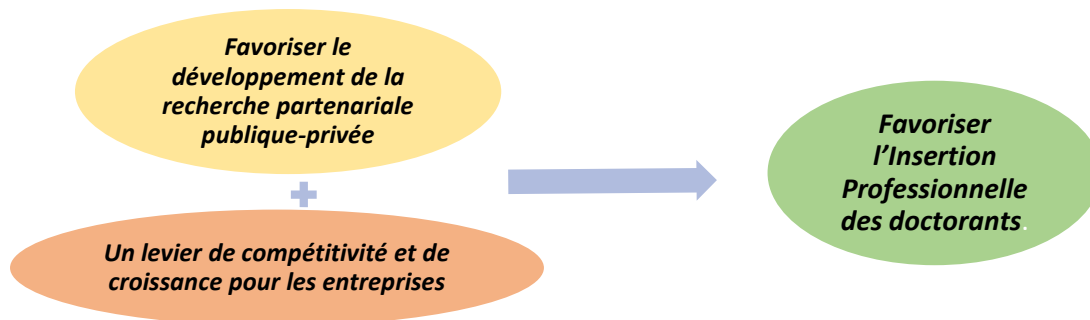 Favoriser le
développement de la
recherche partenariale
publique-privée
Un levier de compétitivité et de
croissance pour les entreprises
Favoriser
l'Insertion
Professionnelle
des doctorants.